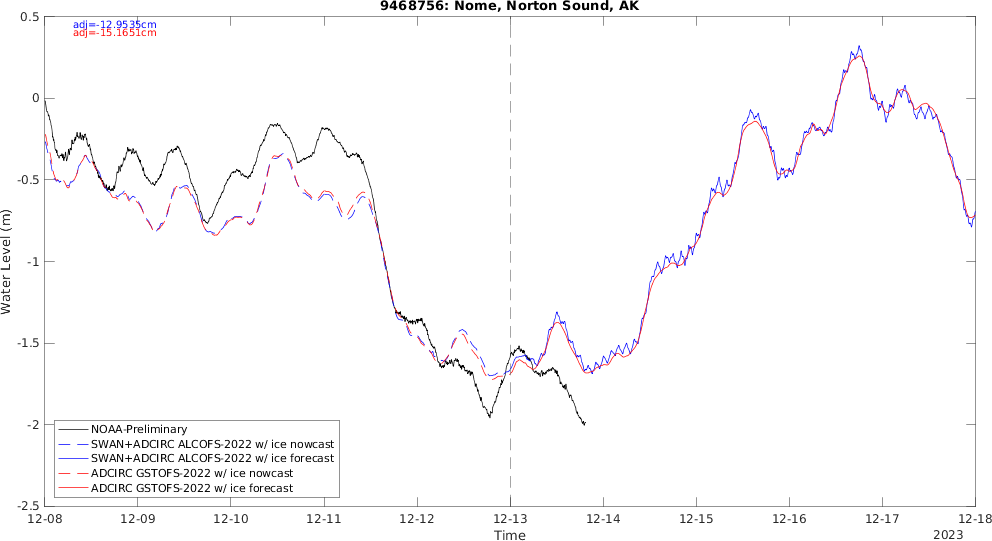 9468756: Nome, Norton Sound, AK
adj=-12.9535cm
adj=-15.1651cm
0.5
0
-0.5
-1
-1.5
-2
-2.5
Water Level (m)
NOAA-Preliminary
SWAN+ADCIRC ALCOFS-2022 w/ ice nowcast
SWAN+ADCIRC ALCOFS-2022 w/ ice forecast
ADCIRC GSTOFS-2022 w/ ice nowcast
ADCIRC GSTOFS-2022 w/ ice forecast
12-08 12-09 12-10 12-11 12-12 12-13 12-14 12-15 12-16 12-17 12-18
Time
2023